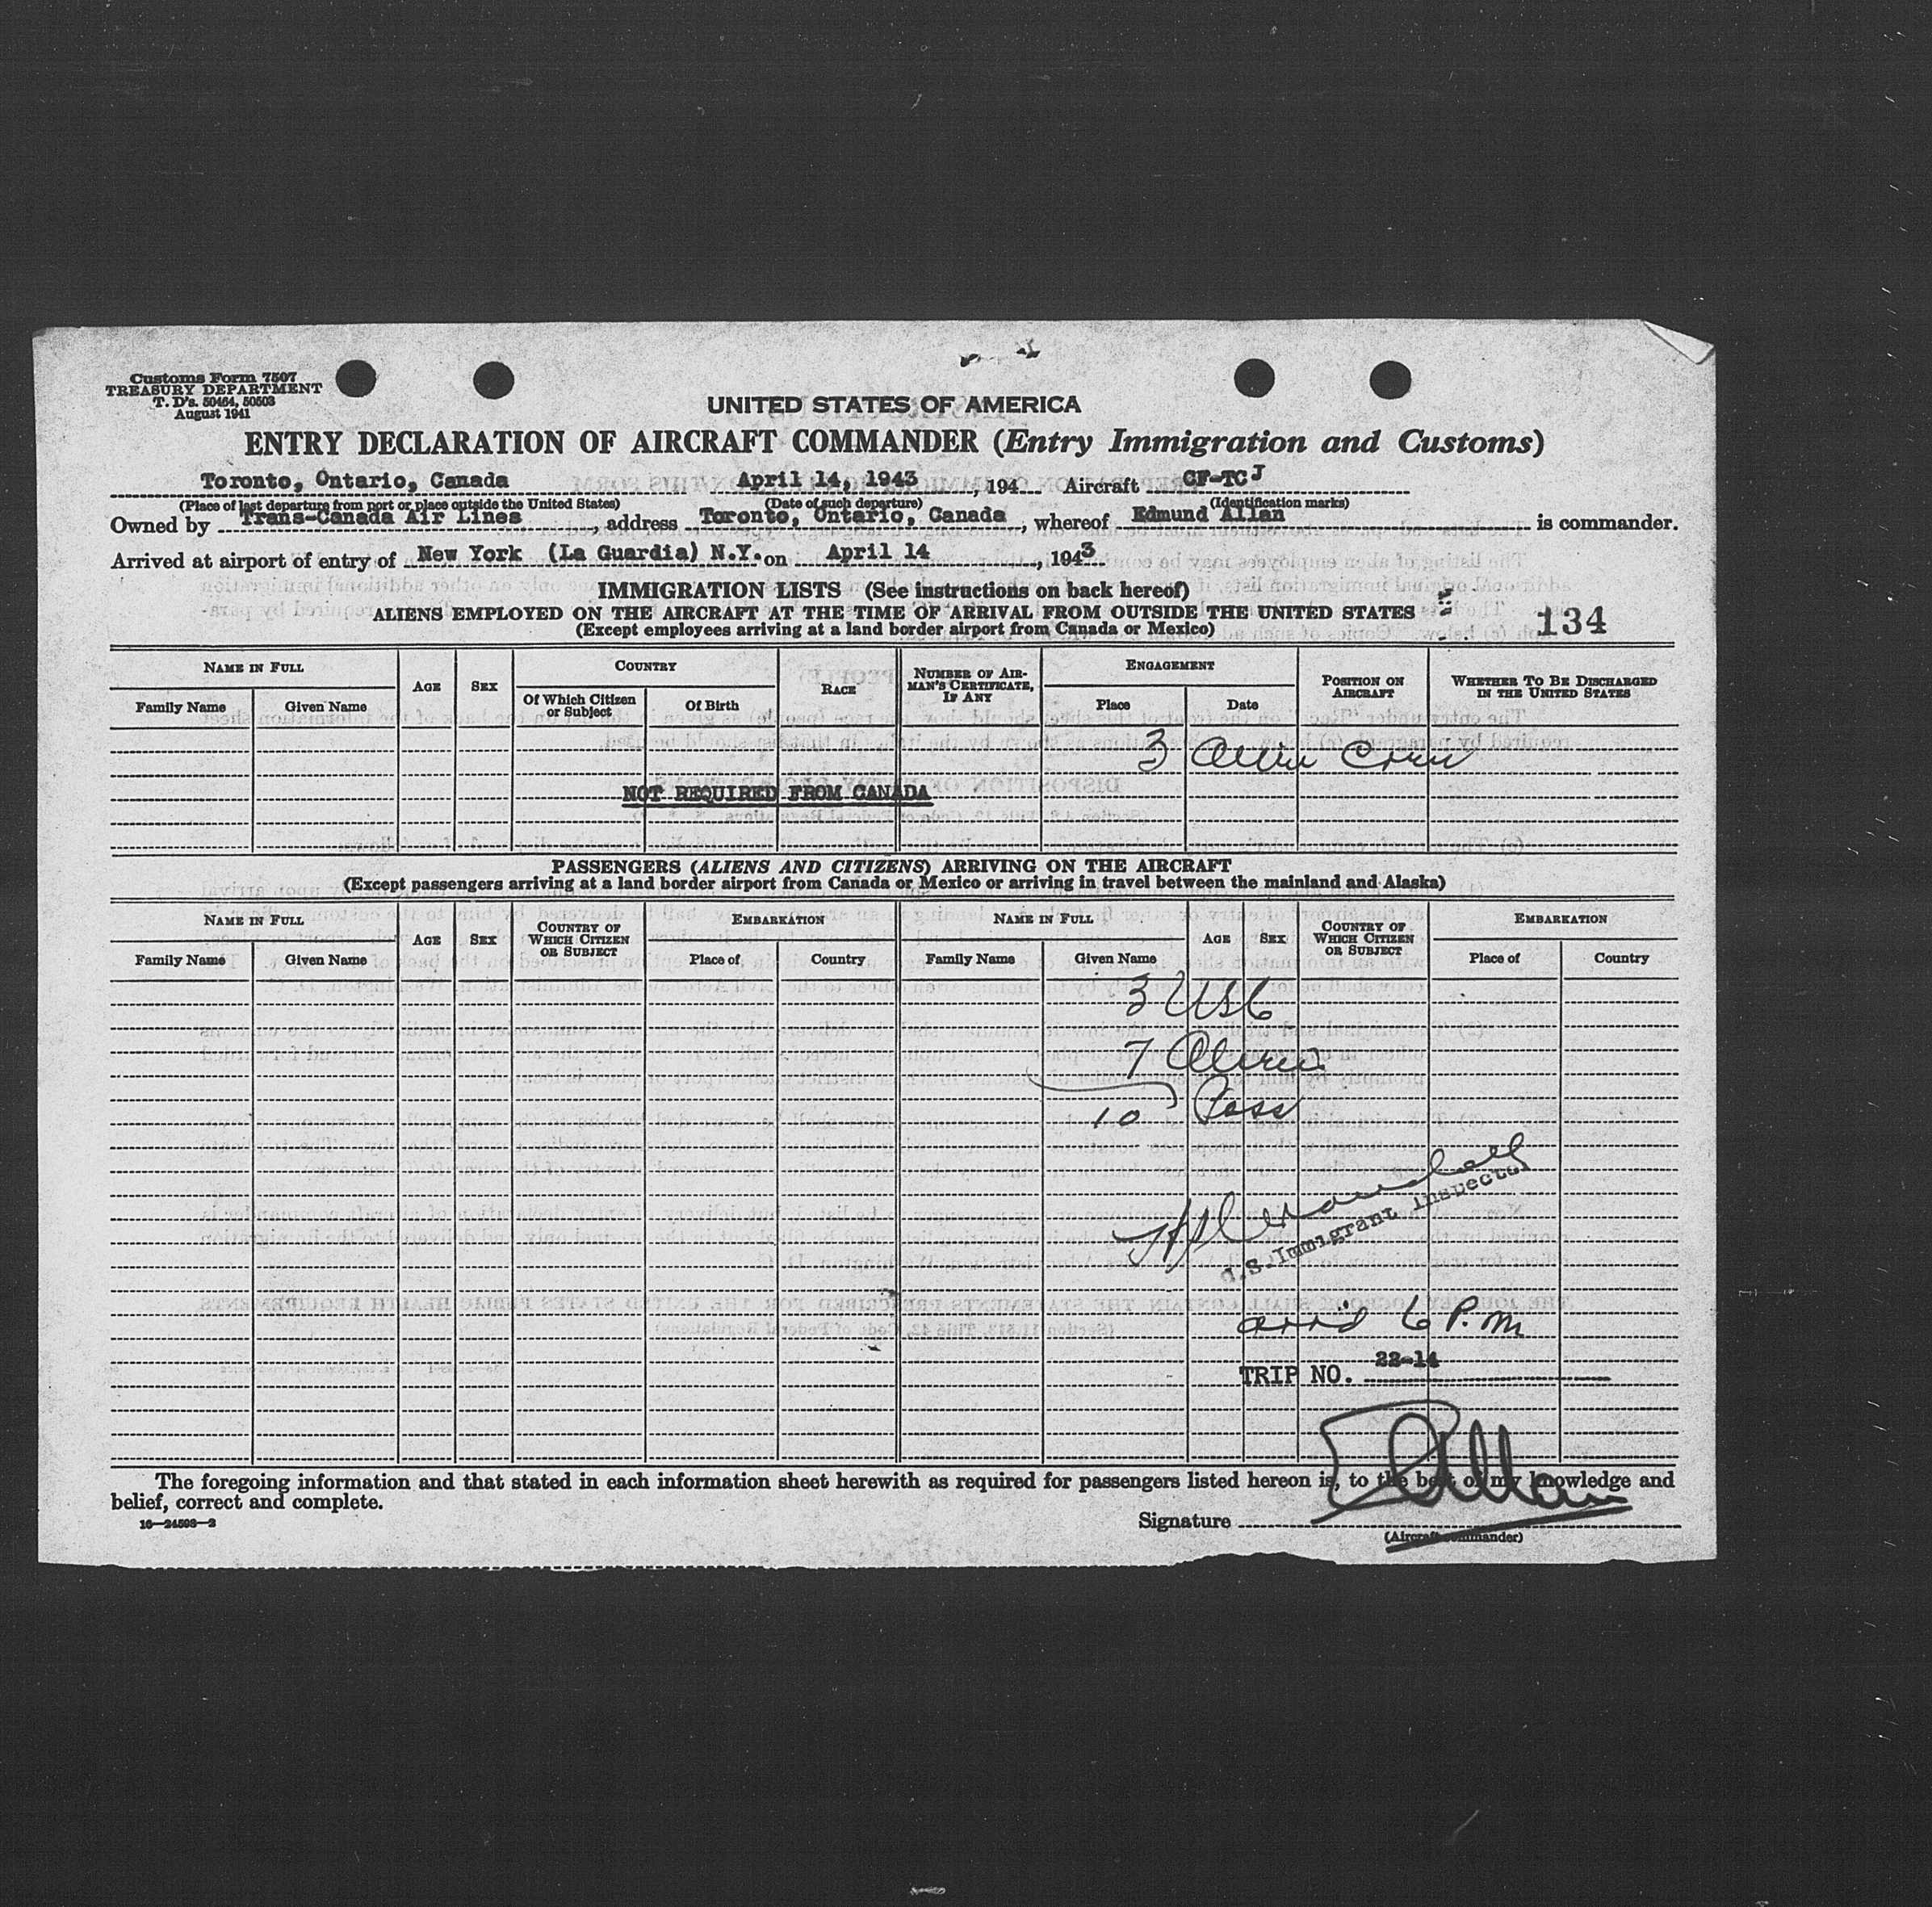 Customs Form 7507
TREASURY DEPARTMENT
T. D's. 50464, 50503
August 1941
UNITED STATES OF AMERICA
ENTRY DECLARATION OF AIRCRAFT COMMANDER (Entry Immigration and Customs)
Toronto, Ontario, Canada April 14, 1943, 194 Aircraft CF-TCJ
(Place of last departure from port or place outside the United States) (Date of such departure) (Identification marks)
Owned by Trans-Canada Air Lines, address Toronto, Ontario, Canada, whereof Edmund Allan is commander.
Arrived at airport of entry of New York (La Guardia) N.Y. on April 14, 1943
IMMIGRATION LISTS (See instructions on back hereof)
ALIENS EMPLOYED ON THE AIRCRAFT AT THE TIME OF ARRIVAL FROM OUTSIDE THE UNITED STATES
134
(Except employees arriving at a land border airport from Canada or Mexico)
NAME IN FULL AGE SEX COUNTRY RACE NUMBER OF AIRMAN'S CERTIFICATE, IF ANY ENGAGEMENT POSITION ON AIRCRAFT WHETHER TO BE DISCHARGED IN THE UNITED STATES
Family Name Given Name Of Which Citizen or Subject Of Birth Place Date
3 Alien Crew
NOT REQUIRED FROM CANADA
PASSENGERS (ALIENS AND CITIZENS) ARRIVING ON THE AIRCRAFT
(Except passengers arriving at a land border airport from Canada or Mexico or arriving in travel between the mainland and Alaska)
NAME IN FULL AGE SEX COUNTRY OF WHICH CITIZEN OR SUBJECT EMBARKATION NAME IN FULL AGE SEX COUNTRY OF WHICH CITIZEN OR SUBJECT EMBARKATION
Family Name Given Name Place of Country Family Name Given Name Place of Country
3 USC
7 Aliens
10 Pass
U.S. Immigrant Inspector
arrd 6 P.M
TRIP NO. 22-14
The foregoing information and that stated in each information sheet herewith as required for passengers listed hereon is, to the best of my knowledge and
belief, correct and complete.
16—24598—2
Signature E Allan
(Aircraft commander)